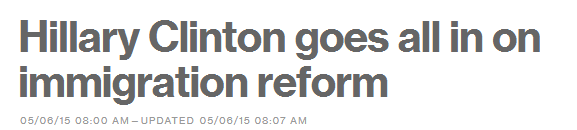 Hillary Clinton goes all in on
immigration reform
05/06/15 08:00 AM – UPDATED 05/06/15 08:07 AM